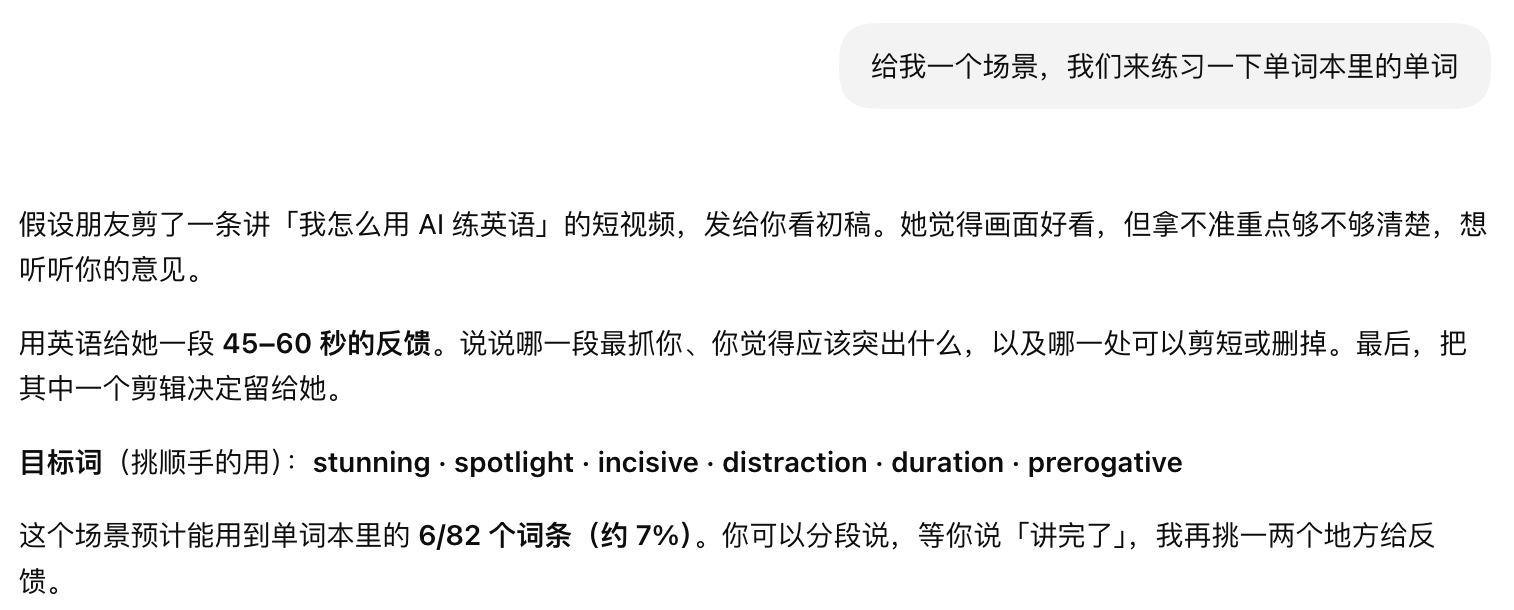 给我一个场景，我们来练习一下单词本里的单词
假设朋友剪了一条讲「我怎么用 AI 练英语」的短视频，发给你看初稿。她觉得画面好看，但拿不准重点够不够清楚，想
听听你的意见。
用英语给她一段 45–60 秒的反馈。说说哪一段最抓你、你觉得应该突出什么，以及哪一处可以剪短或删掉。最后，把
其中一个剪辑决定留给她。
目标词（挑顺手的用）：stunning · spotlight · incisive · distraction · duration · prerogative
这个场景预计能用到单词本里的 6/82 个词条（约 7%）。你可以分段说，等你说「讲完了」，我再挑一两个地方给反
馈。